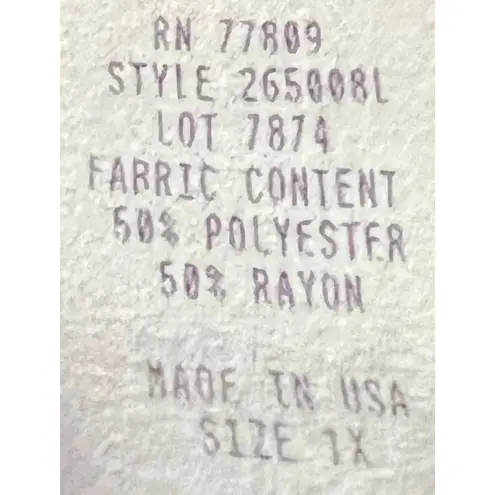 RN 77809
STYLE 265008L
LOT 7874
FABRIC CONTENT
50% POLYESTER
50% RAYON
MADE IN USA
SIZE 1X